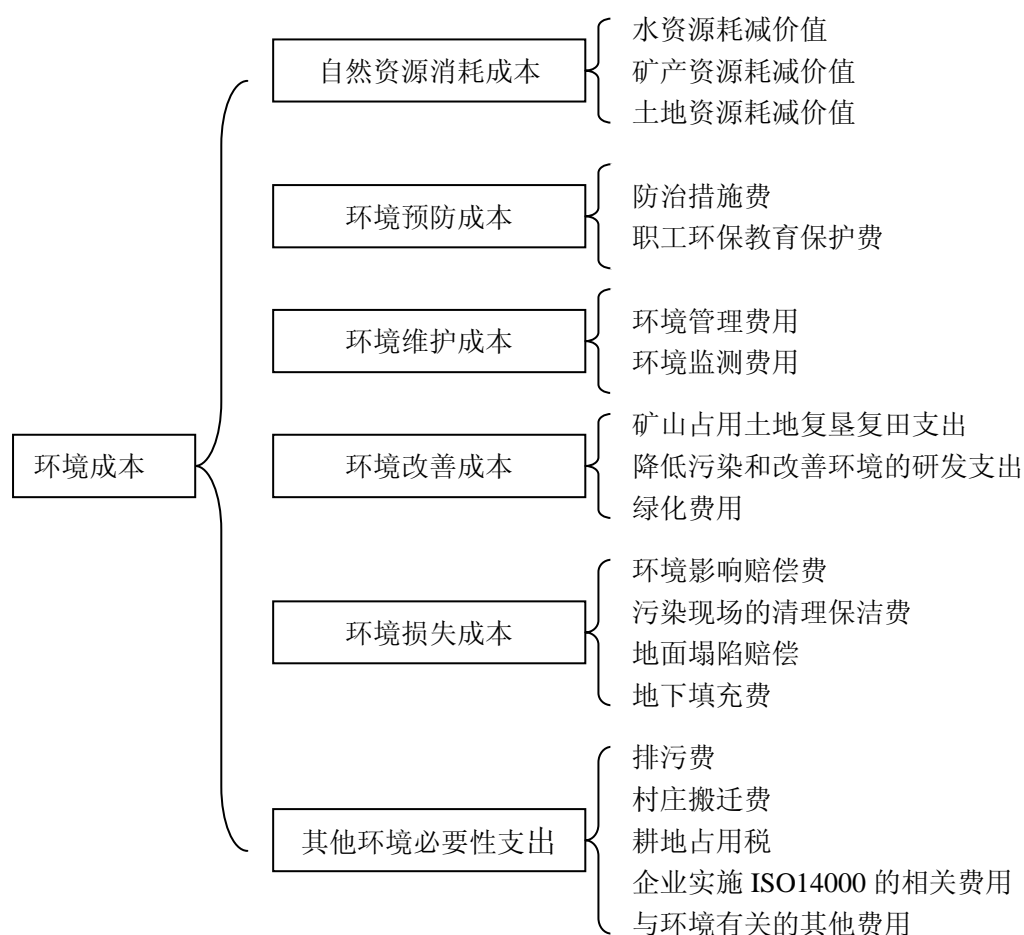 环境成本
自然资源消耗成本
水资源耗减价值
矿产资源耗减价值
土地资源耗减价值
环境预防成本
防治措施费
职工环保教育保护费
环境维护成本
环境管理费用
环境监测费用
环境改善成本
矿山占用土地复垦复田支出
降低污染和改善环境的研发支出
绿化费用
环境损失成本
环境影响赔偿费
污染现场的清理保洁费
地面塌陷赔偿
地下填充费
其他环境必要性支出
排污费
村庄搬迁费
耕地占用税
企业实施 ISO14000 的相关费用
与环境有关的其他费用